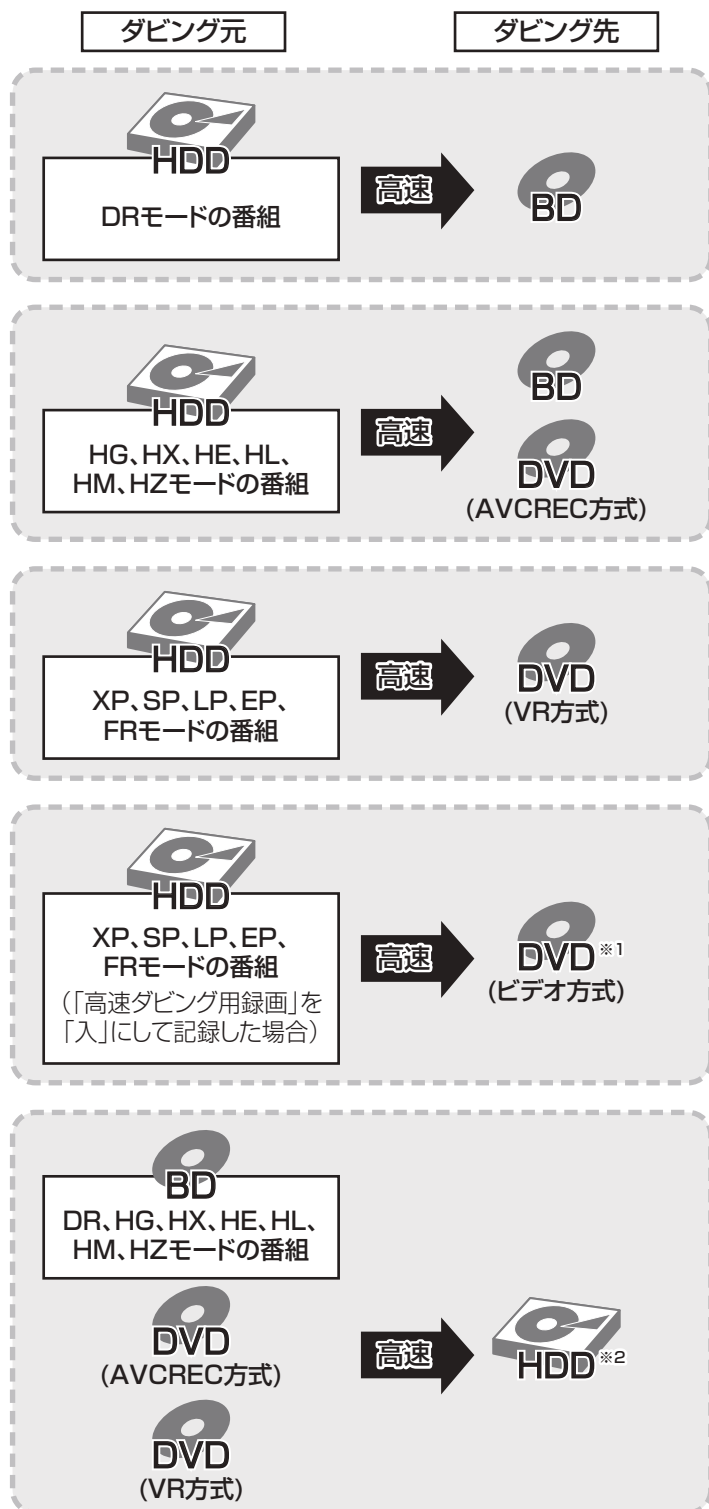 ダビング元
ダビング先
HDD
DRモードの番組
高速
BD
HDD
HG、HX、HE、HL、
HM、HZモードの番組
高速
BD
DVD
(AVCREC方式)
HDD
XP、SP、LP、EP、
FRモードの番組
高速
DVD
(VR方式)
HDD
XP、SP、LP、EP、
FRモードの番組
(「高速ダビング用録画」を
「入」にして記録した場合)
高速
DVD※1
(ビデオ方式)
BD
DR、HG、HX、HE、HL、
HM、HZモードの番組
DVD
(AVCREC方式)
DVD
(VR方式)
高速
HDD※2